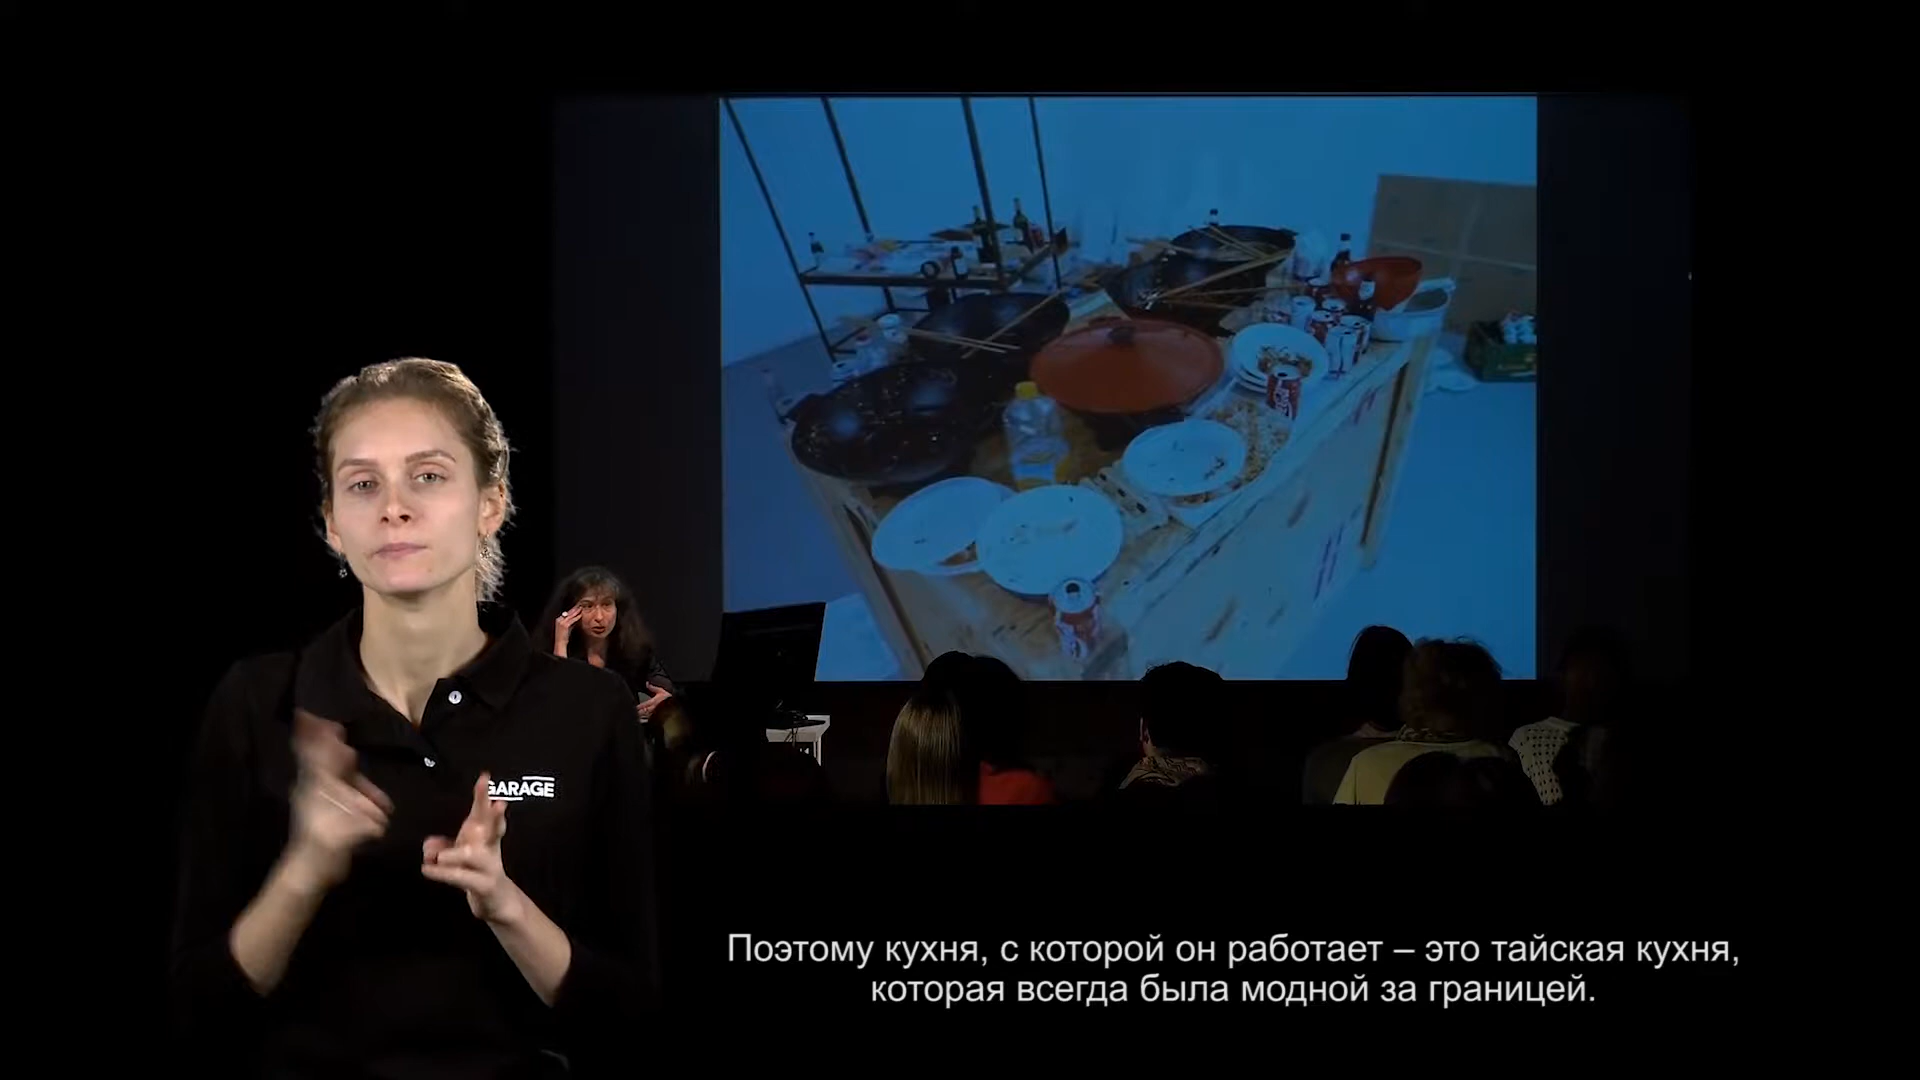 GARAGE
Поэтому кухня, с которой он работает – это тайская кухня,
которая всегда была модной за границей.